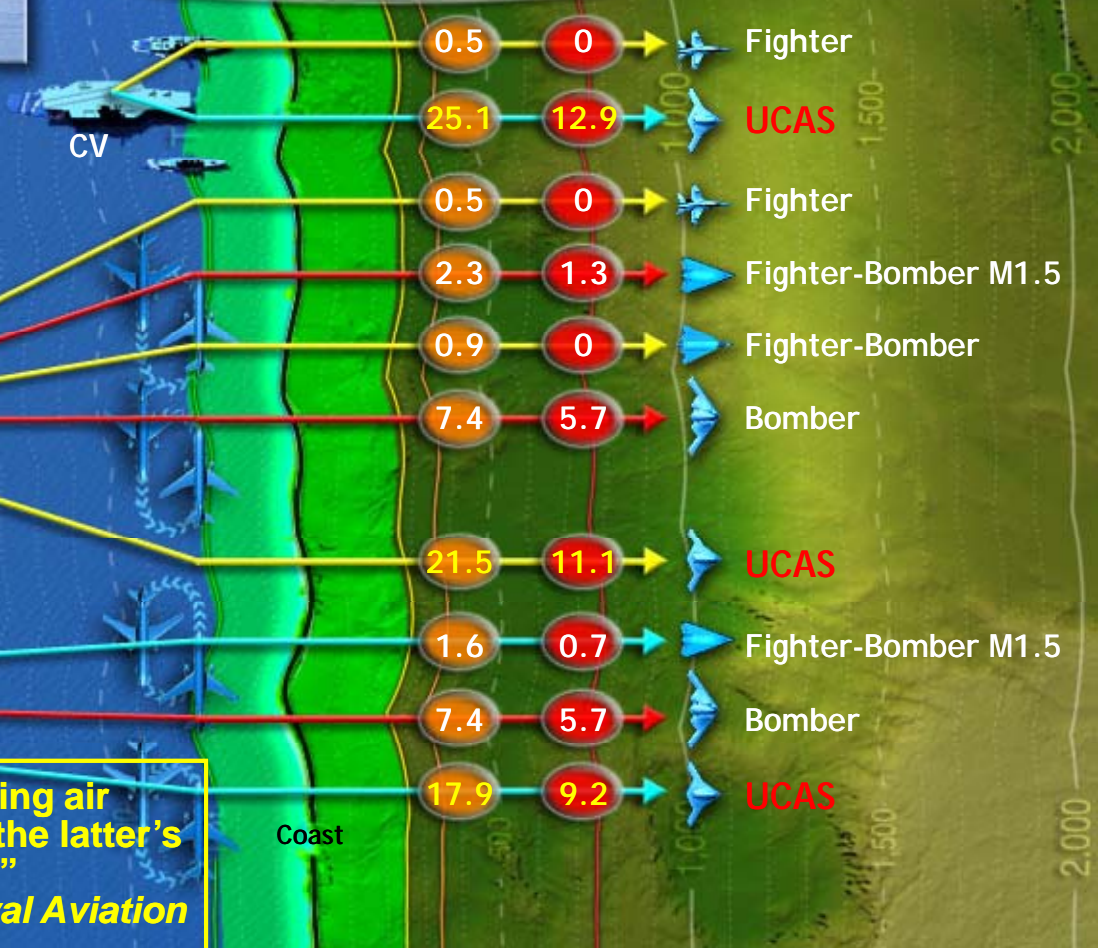 0.5 0 Fighter
25.1 12.9 UCAS
CV
1,500
2,000
0.5 0 Fighter
2.3 1.3 Fighter-Bomber M1.5
0.9 0 Fighter-Bomber
7.4 5.7 Bomber
21.5 11.1 UCAS
1.6 0.7 Fighter-Bomber M1.5
7.4 5.7 Bomber
17.9 9.2 UCAS
1,500
2,000
Coast
ing air
the latter’s
”
al Aviation